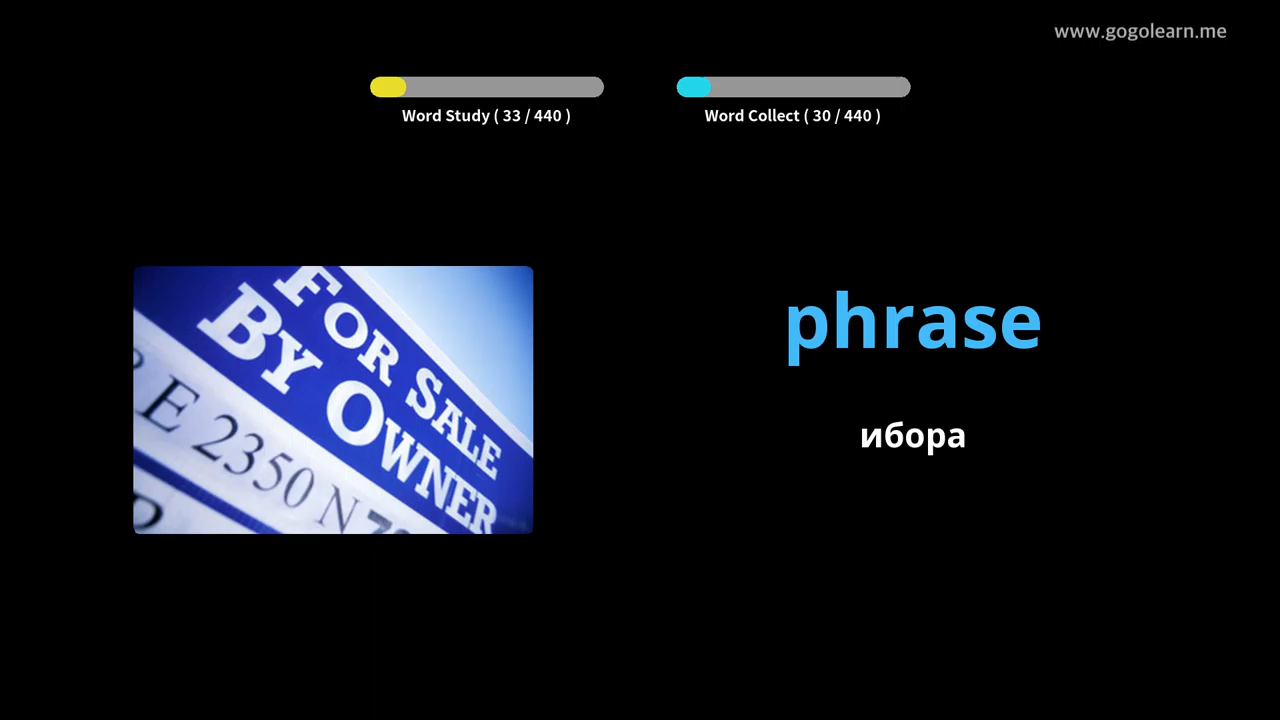 www.gogolearn.me
Word Study ( 33 / 440 )
Word Collect ( 30 / 440 )
FOR SALE
BY OWNER
E 2350 N
phrase
ибора